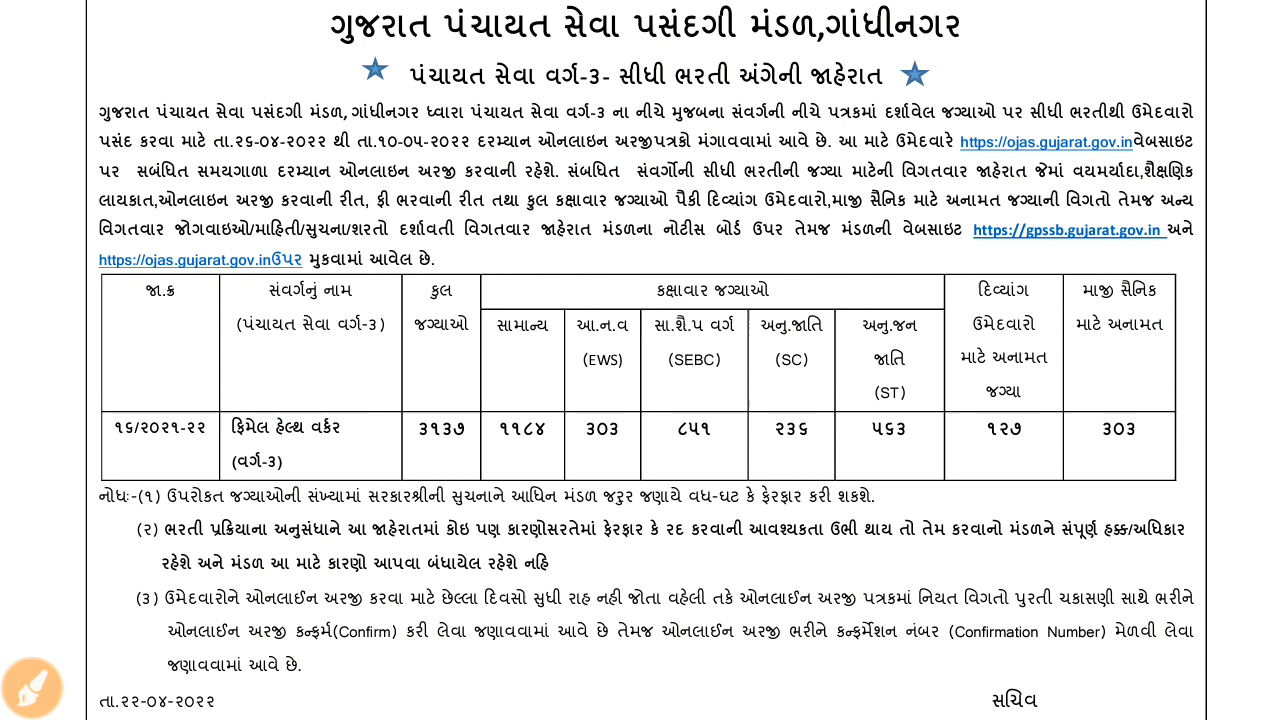 ગુજરાત પંચાયત સેવા પસંદગી મંડળ,ગાંધીનગર
પંચાયત સેવા વર્ગ-૩- સીધી ભરતી અંગેની જાહેરાત
ગુજરાત પંચાયત સેવા પસંદગી મંડળ, ગાંધીનગર ધ્વારા પંચાયત સેવા વર્ગ-૩ ના નીચે મુજબના સંવર્ગની નીચે પત્રકમાં દર્શાવેલ જગ્યાઓ પર સીધી ભરતીથી ઉમેદવારો
પસંદ કરવા માટે તા.૨૬-૦૪-૨૦૨૨ થી તા.૧૦-૦૫-૨૦૨૨ દરમ્યાન ઓનલાઇન અરજીપત્રકો મંગાવવામાં આવે છે. આ માટે ઉમેદવારે https://ojas.gujarat.gov.inવેબસાઇટ
પર સબંધિત સમયગાળા દરમ્યાન ઓનલાઇન અરજી કરવાની રહેશે. સંબધિત સંવર્ગોની સીધી ભરતીની જગ્યા માટેની વિગતવાર જાહેરાત જેમાં વયમર્યાદા,શૈક્ષણિક
લાયકાત,ઓનલાઇન અરજી કરવાની રીત, ફી ભરવાની રીત તથા કુલ કક્ષાવાર જગ્યાઓ પૈકી દિવ્યાંગ ઉમેદવારો,માજી સૈનિક માટે અનામત જગ્યાની વિગતો તેમજ અન્ય
વિગતવાર જોગવાઇઓ/માહિતી/સુચના/શરતો દર્શાવતી વિગતવાર જાહેરાત મંડળના નોટીસ બોર્ડ ઉપર તેમજ મંડળની વેબસાઇટ https://gpssb.gujarat.gov.in અને
https://ojas.gujarat.gov.inઉપર મુકવામાં આવેલ છે.
જા.ક્ર સંવર્ગનું નામ કુલ કક્ષાવાર જગ્યાઓ દિવ્યાંગ માજી સૈનિક
(પંચાયત સેવા વર્ગ-૩) જગ્યાઓ સામાન્ય આ.ન.વ સા.શૈ.પ વર્ગ અનુ.જાતિ અનુ.જન ઉમેદવારો માટે અનામત
(EWS) (SEBC) (SC) જાતિ માટે અનામત
(ST) જગ્યા
૧૬/૨૦૨૧-૨૨ ફિમેલ હેલ્થ વર્કર ૩૧૩૭ ૧૧૮૪ ૩૦૩ ૮૫૧ ૨૩૬ ૫૬૩ ૧૨૭ ૩૦૩
(વર્ગ-૩)
નોધઃ-(૧) ઉપરોકત જગ્યાઓની સંખ્યામાં સરકારશ્રીની સુચનાને આધિન મંડળ જરુર જણાયે વધ-ઘટ કે ફેરફાર કરી શકશે.
(૨) ભરતી પ્રક્રિયાના અનુસંધાને આ જાહેરાતમાં કોઇ પણ કારણોસરતેમાં ફેરફાર કે રદ કરવાની આવશ્યકતા ઉભી થાય તો તેમ કરવાનો મંડળને સંપૂર્ણ હક્ક/અધિકાર
રહેશે અને મંડળ આ માટે કારણો આપવા બંધાયેલ રહેશે નહિ
(૩) ઉમેદવારોને ઓનલાઈન અરજી કરવા માટે છેલ્લા દિવસો સુધી રાહ નહી જોતા વહેલી તકે ઓનલાઈન અરજી પત્રકમાં નિયત વિગતો પુરતી ચકાસણી સાથે ભરીને
ઓનલાઈન અરજી કન્ફર્મ(Confirm) કરી લેવા જણાવવામાં આવે છે તેમજ ઓનલાઈન અરજી ભરીને કન્ફર્મેશન નંબર (Confirmation Number) મેળવી લેવા
જણાવવામાં આવે છે.
તા.૨૨-૦૪-૨૦૨૨ સચિવ